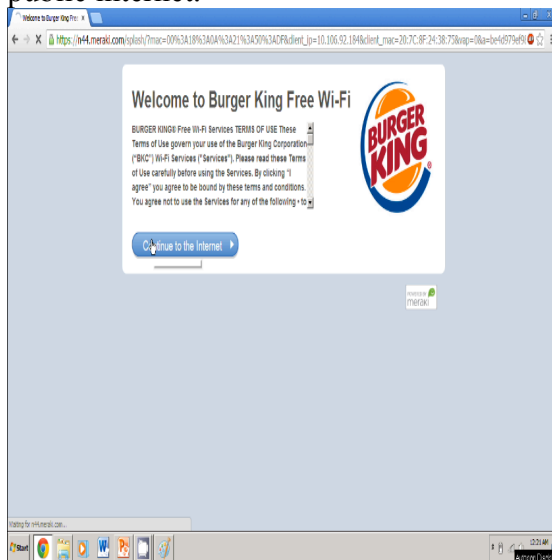 public internet.
Welcome to Burger King Free
https://n44.meraki.com/splash/?mac=00%3A18%3A0A%3A21%3A50%3ADF&client_ip=10.106.92.184&client_mac=20:7C:8F:24:38:75&vap=0&a=be4d979ef9
Welcome to Burger King Free Wi-Fi
BURGER KING® Free Wi-Fi Services TERMS OF USE These
Terms of Use govern your use of the Burger King Corporation
("BKC") Wi-Fi Services ("Services"). Please read these Terms
of Use carefully before using the Services. By clicking "I
agree" you agree to be bound by these terms and conditions.
You agree not to use the Services for any of the following • to
BURGER
KING
Continue to the Internet
POWERED BY
meraki
Waiting for n44.meraki.com...
Start
12:21 AM